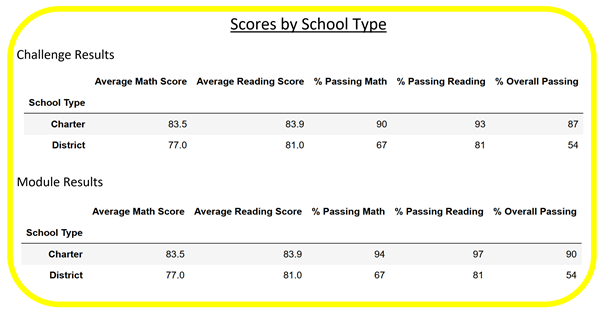 Scores by School Type
Challenge Results
Average Math Score Average Reading Score % Passing Math % Passing Reading % Overall Passing
School Type
Charter 83.5 83.9 90 93 87
District 77.0 81.0 67 81 54
Module Results
Average Math Score Average Reading Score % Passing Math % Passing Reading % Overall Passing
School Type
Charter 83.5 83.9 94 97 90
District 77.0 81.0 67 81 54